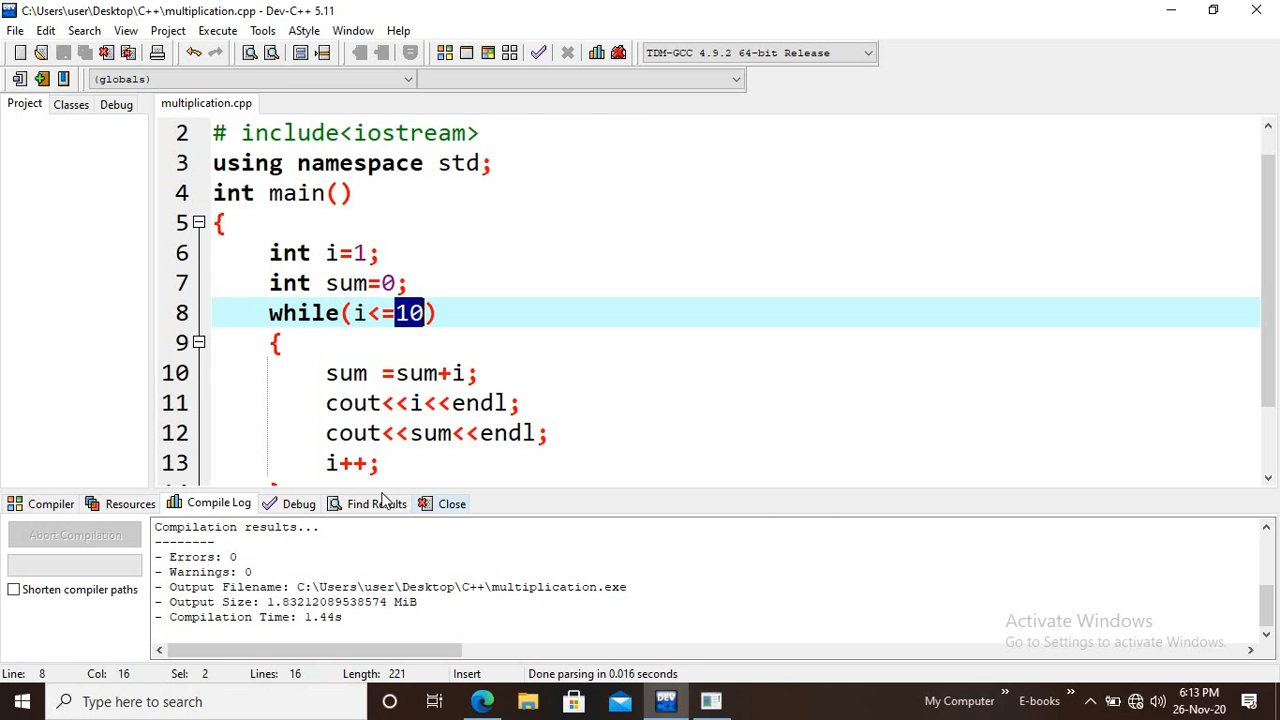 C:\Users\user\Desktop\C++\multiplication.cpp - Dev-C++ 5.11
File Edit Search View Project Execute Tools AStyle Window Help
TDM-GCC 4.9.2 64-bit Release
(globals)
Project Classes Debug multiplication.cpp
2 # include<iostream>
3 using namespace std;
4 int main()
5 {
6 int i=1;
7 int sum=0;
8 while(i<=10)
9 {
10 sum =sum+i;
11 cout<<i<<endl;
12 cout<<sum<<endl;
13 i++;
Compiler Resources Compile Log Debug Find Results Close
Abort Compilation
Shorten compiler paths
Compilation results...
--------
- Errors: 0
- Warnings: 0
- Output Filename: C:\Users\user\Desktop\C++\multiplication.exe
- Output Size: 1.83212089538574 MiB
- Compilation Time: 1.44s
Activate Windows
Go to Settings to activate Windows.
Line: 8 Col: 16 Sel: 2 Lines: 16 Length: 221 Insert Done parsing in 0.016 seconds
Type here to search
DEV
My Computer
E-books
6:13 PM
26-Nov-20